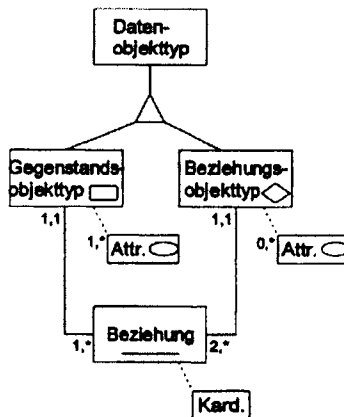 Daten-
objekttyp
Gegenstands-
objekttyp
Beziehungs-
objekttyp
1,1
1,1
1,*
Attr.
0,*
Attr.
Beziehung
1,*
2,*
Kard.